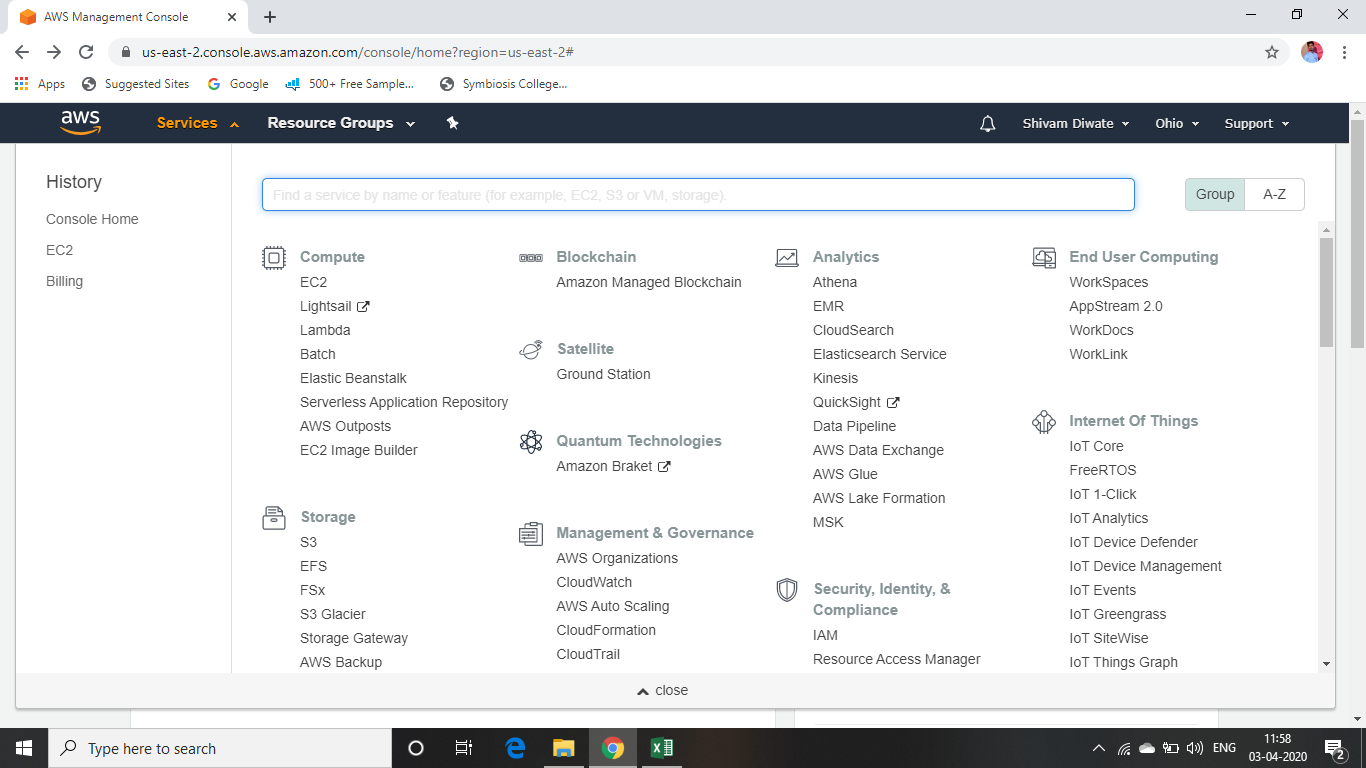 AWS Management Console
us-east-2.console.aws.amazon.com/console/home?region=us-east-2#
Apps Suggested Sites Google 500+ Free Sample... Symbiosis College...
aws Services Resource Groups Shivam Diwate Ohio Support
History
Console Home
EC2
Billing
Find a service by name or feature (for example, EC2, S3 or VM, storage).
Group A-Z
Compute
EC2
Lightsail
Lambda
Batch
Elastic Beanstalk
Serverless Application Repository
AWS Outposts
EC2 Image Builder
Storage
S3
EFS
FSx
S3 Glacier
Storage Gateway
AWS Backup
Blockchain
Amazon Managed Blockchain
Satellite
Ground Station
Quantum Technologies
Amazon Braket
Management & Governance
AWS Organizations
CloudWatch
AWS Auto Scaling
CloudFormation
CloudTrail
Analytics
Athena
EMR
CloudSearch
Elasticsearch Service
Kinesis
QuickSight
Data Pipeline
AWS Data Exchange
AWS Glue
AWS Lake Formation
MSK
Security, Identity, &
Compliance
IAM
Resource Access Manager
End User Computing
WorkSpaces
AppStream 2.0
WorkDocs
WorkLink
Internet Of Things
IoT Core
FreeRTOS
IoT 1-Click
IoT Analytics
IoT Device Defender
IoT Device Management
IoT Events
IoT Greengrass
IoT SiteWise
IoT Things Graph
close
Type here to search
ENG
11:58
03-04-2020
2